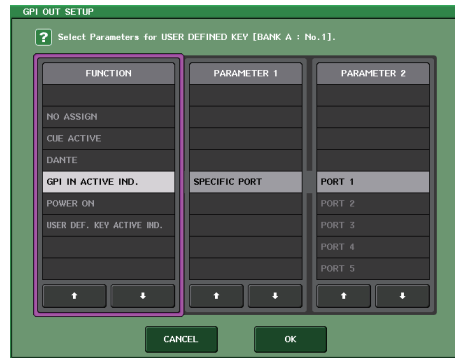 GPI OUT SETUP
? Select Parameters for USER DEFINED KEY [BANK A : No.1].
FUNCTION
NO ASSIGN
CUE ACTIVE
DANTE
GPI IN ACTIVE IND.
POWER ON
USER DEF. KEY ACTIVE IND.
PARAMETER 1
SPECIFIC PORT
PARAMETER 2
PORT 1
PORT 2
PORT 3
PORT 4
PORT 5
CANCEL
OK